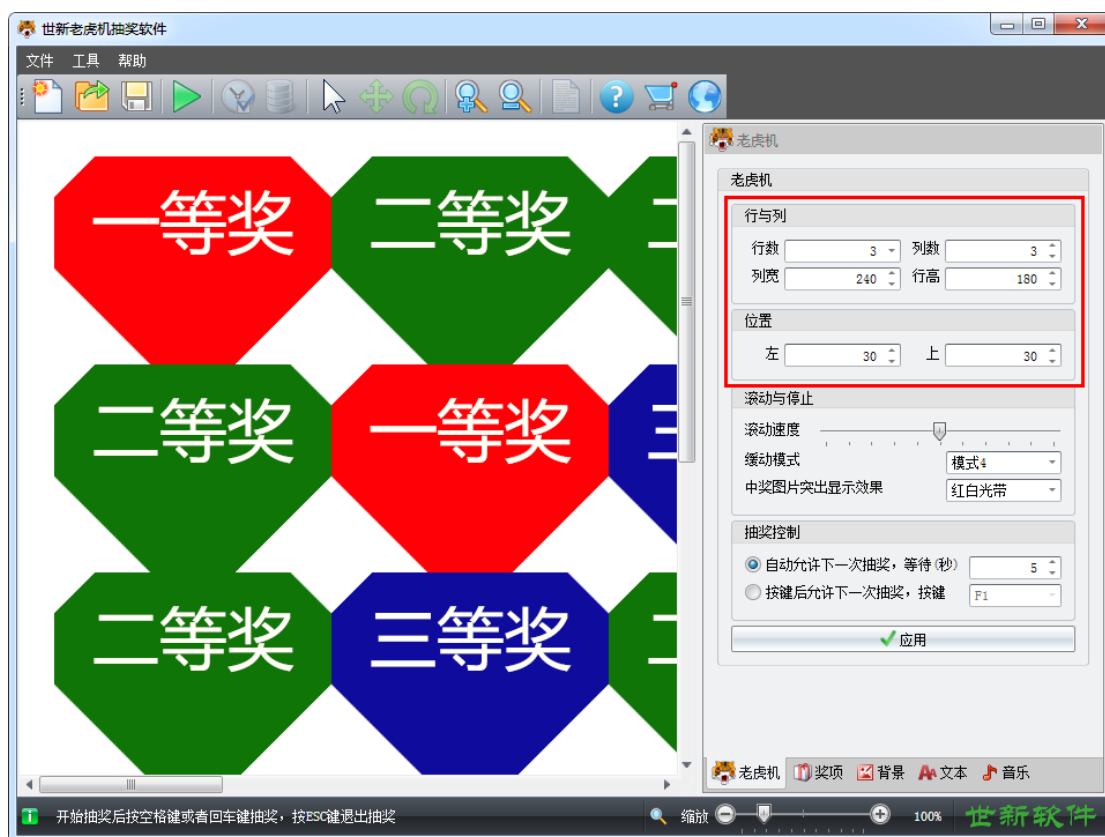 世新老虎机抽奖软件
文件 工具 帮助
老虎机
老虎机
行与列
行数 3 列数 3
列宽 240 行高 180
位置
左 30 上 30
滚动与停止
滚动速度
缓动模式 模式4
中奖图片突出显示效果 红白光带
抽奖控制
自动允许下一次抽奖，等待(秒) 5
按键后允许下一次抽奖，按键 F1
应用
一等奖 二等奖
二等奖 一等奖
二等奖 三等奖
老虎机 奖项 背景 文本 音乐
开始抽奖后按空格键或者回车键抽奖，按ESC键退出抽奖 缩放 100% 世新软件